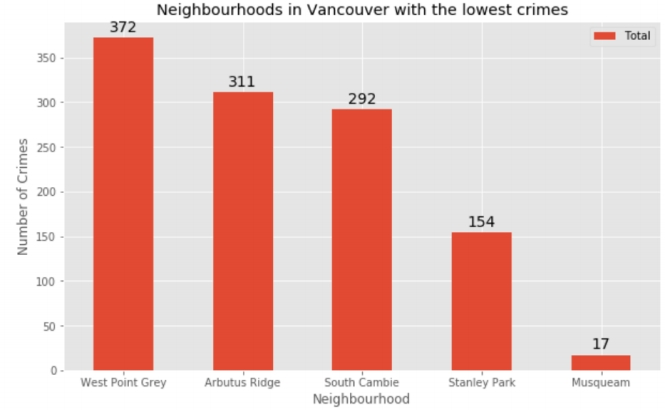 Neighbourhoods in Vancouver with the lowest crimes
Total
372
311
292
154
17
350
300
250
200
150
100
50
0
Number of Crimes
West Point Grey
Arbutus Ridge
South Cambie
Stanley Park
Musqueam
Neighbourhood